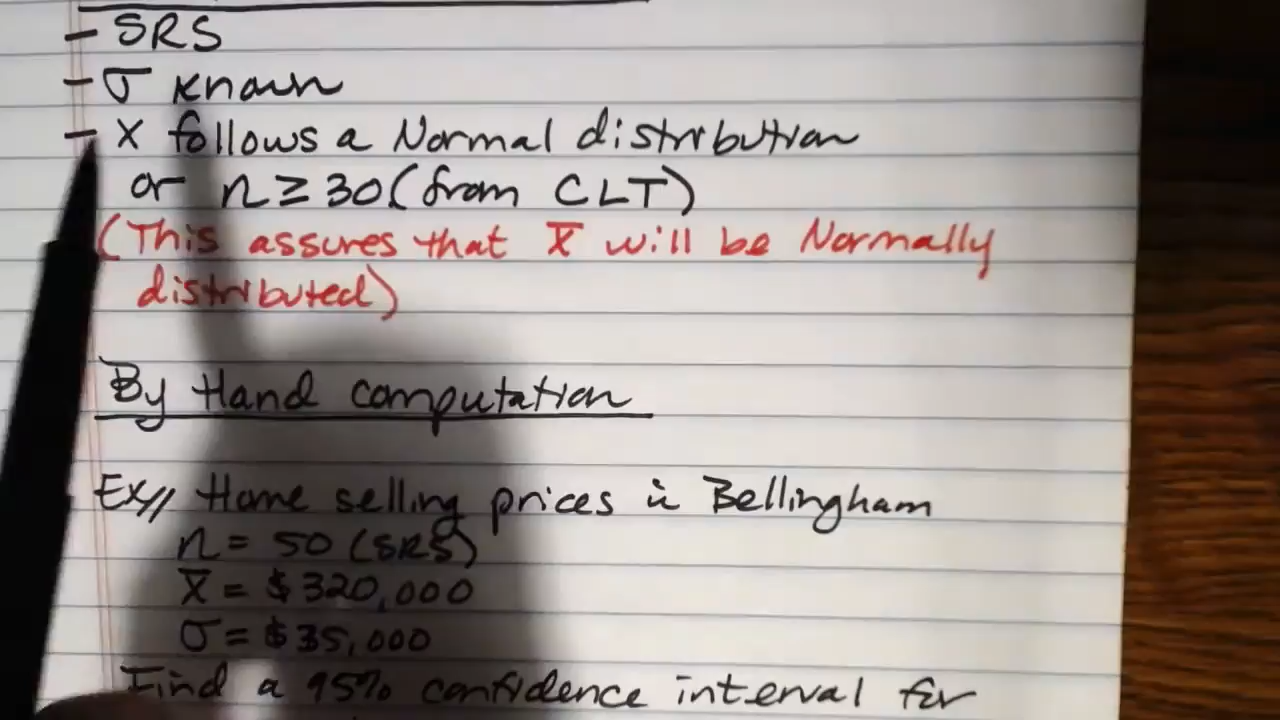 - SRS
- σ known
- X follows a Normal distribution
or n ≥ 30 (from CLT)
(This assures that X̄ will be Normally
distributed)
By Hand computation
Ex// Home selling prices in Bellingham
n = 50 (SRS)
X̄ = $320,000
σ = $35,000
Find a 95% confidence interval for